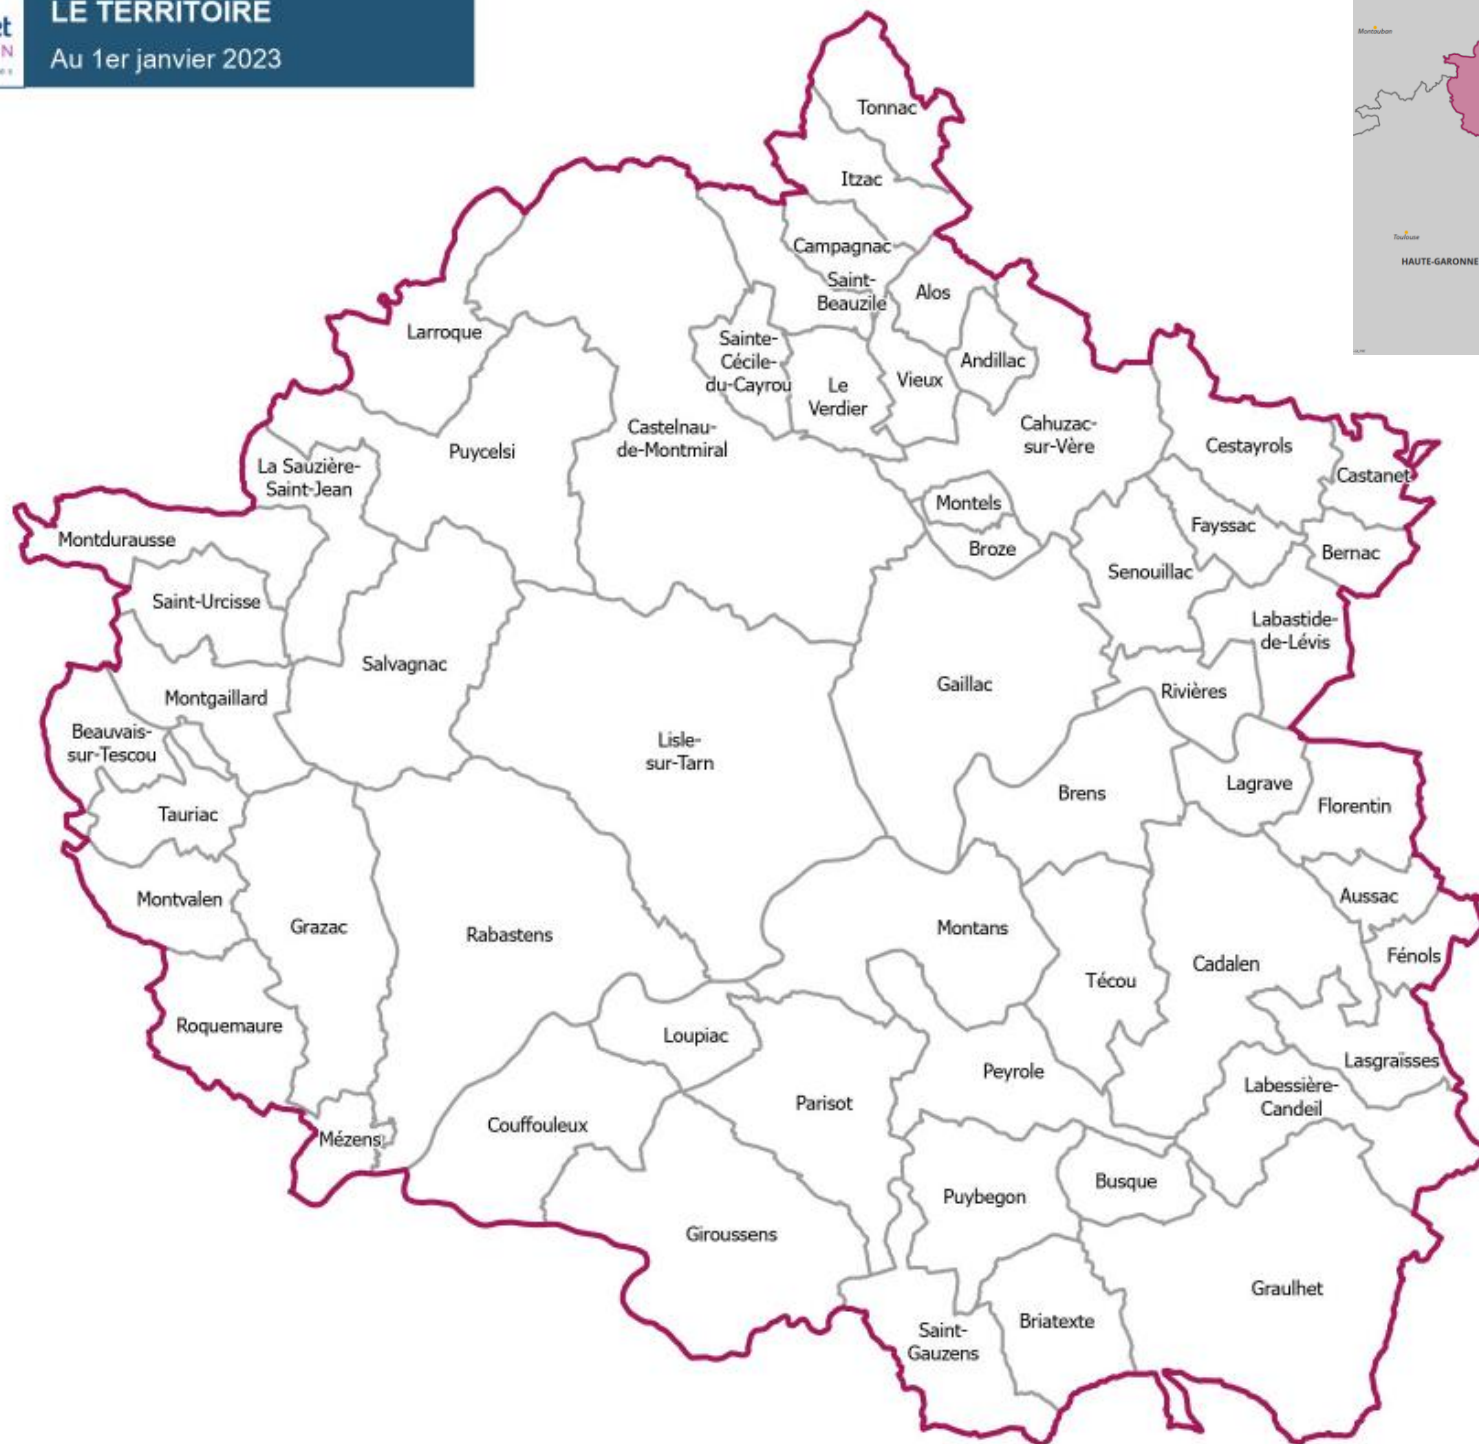 LE TERRITOIRE
Au 1er janvier 2023
Montauban
Toulouse
HAUTE-GARONNE
Tonnac
Itzac
Campagnac
Saint-
Beauzile
Alos
Larroque
Sainte-
Cécile-
du-Cayrou
Le
Verdier
Vieux
Andillac
Castelnau-
de-Montmiral
Puycelsi
Cahuzac-
sur-Vère
Cestayrols
Castanet
La Sauzière-
Saint-Jean
Montels
Fayssac
Montdurausse
Broze
Bernac
Senouillac
Saint-Urcisse
Labastide-
de-Lévis
Salvagnac
Gaillac
Rivières
Montgaillard
Beauvais-
sur-Tescou
Lisle-
sur-Tarn
Lagrave
Brens
Florentin
Tauriac
Montvalen
Aussac
Grazac
Rabastens
Montans
Fénols
Cadalen
Técou
Roquemaure
Loupiac
Lasgraïsses
Peyrole
Labessière-
Candeil
Parisot
Couffouleux
Mézens
Busque
Puybegon
Giroussens
Graulhet
Briatexte
Saint-
Gauzens